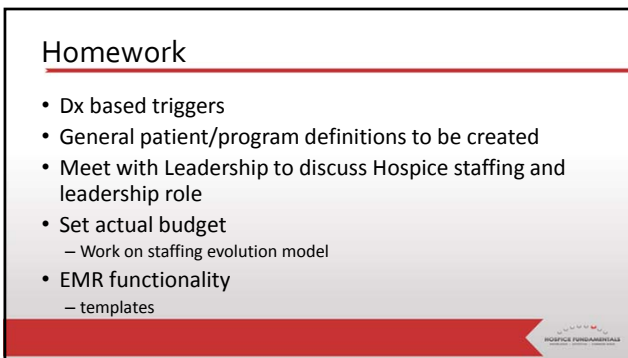 Homework
• Dx based triggers
• General patient/program definitions to be created
• Meet with Leadership to discuss Hospice staffing and
leadership role
• Set actual budget
– Work on staffing evolution model
• EMR functionality
– templates
HOSPICE FUNDAMENTALS